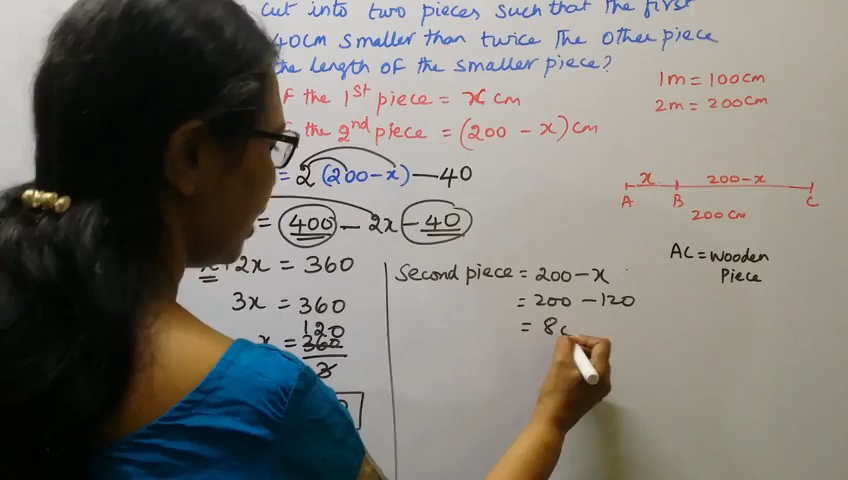 cut into two pieces such that the first
40cm smaller than twice the other piece
the length of the smaller piece?
1m = 100cm
2m = 200cm
f the 1st piece = x cm
the 2nd piece = (200 - x) cm
= 2 (200 - x) - 40
= 400 - 2x - 40
x + 2x = 360
3x = 360
120
x = 360
3
Second piece = 200 - x
= 200 - 120
= 80
x 200-x
A B C
200 cm
AC = Wooden
Piece